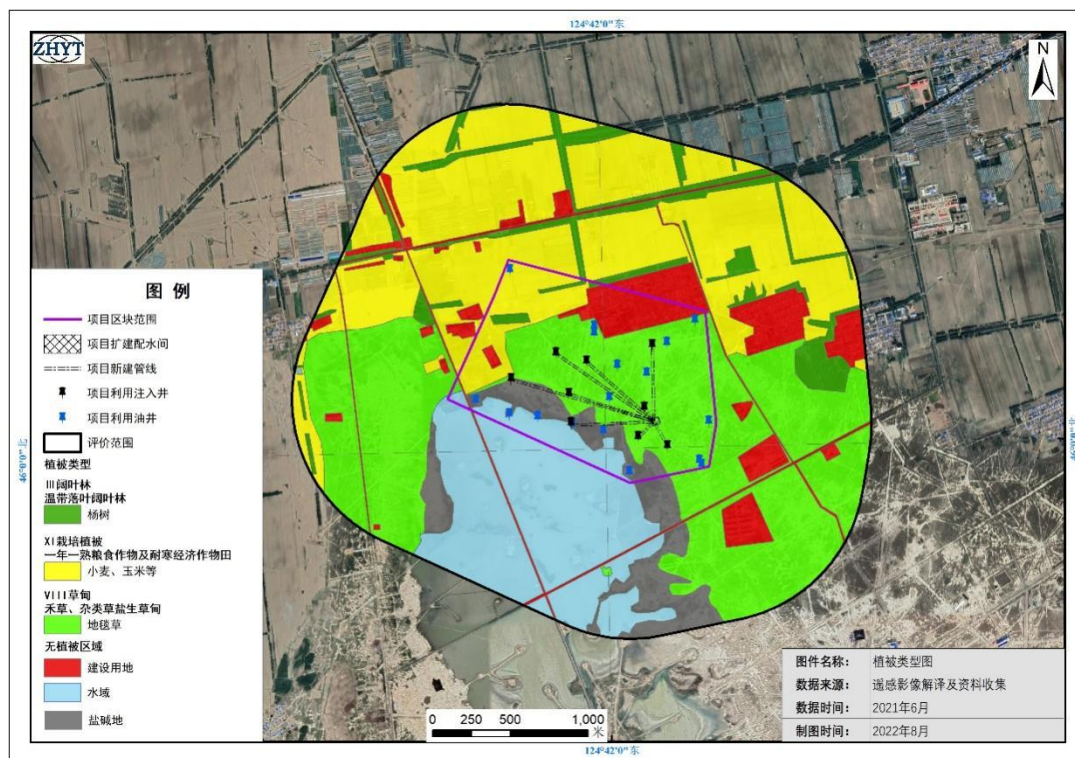 124°42'0"东
ZHYT
N
图 例
项目区块范围
项目扩建配水间
项目新建管线
项目利用注入井
项目利用油井
评价范围
植被类型
III阔叶林
温带落叶阔叶林
杨树
XI栽培植被
一年一熟粮食作物及耐寒经济作物田
小麦、玉米等
VIII草甸
禾草、杂类草盐生草甸
地毯草
无植被区域
建设用地
水域
盐碱地
46°0'0"北
46°0'0"北
0 250 500 1,000
米
图件名称： 植被类型图
数据来源： 遥感影像解译及资料收集
数据时间： 2021年6月
制图时间： 2022年8月
124°42'0"东